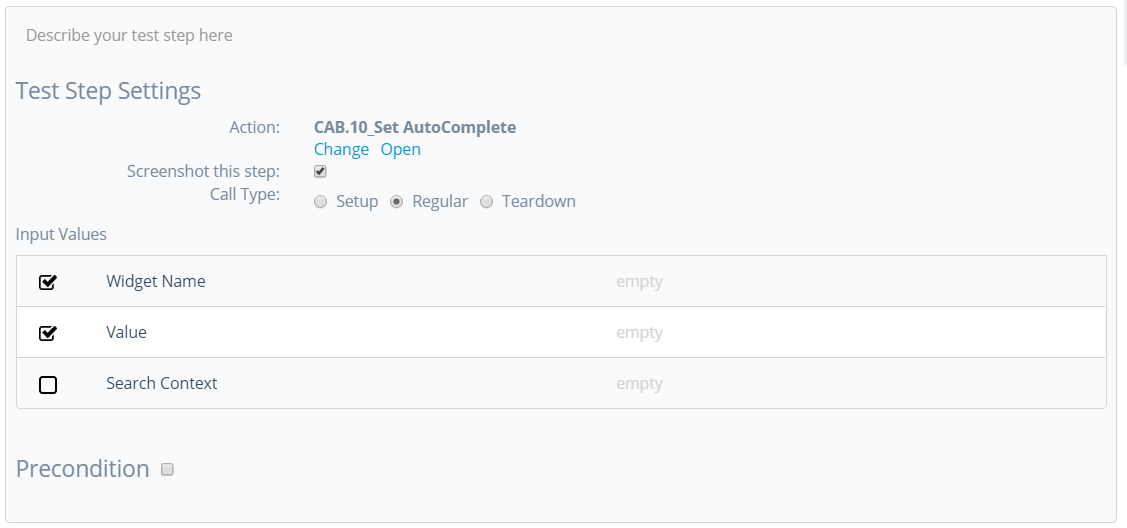 Describe your test step here
Test Step Settings
Action: CAB.10_Set AutoComplete
Change Open
Screenshot this step:
Call Type: Setup Regular Teardown
Input Values
Widget Name empty
Value empty
Search Context empty
Precondition